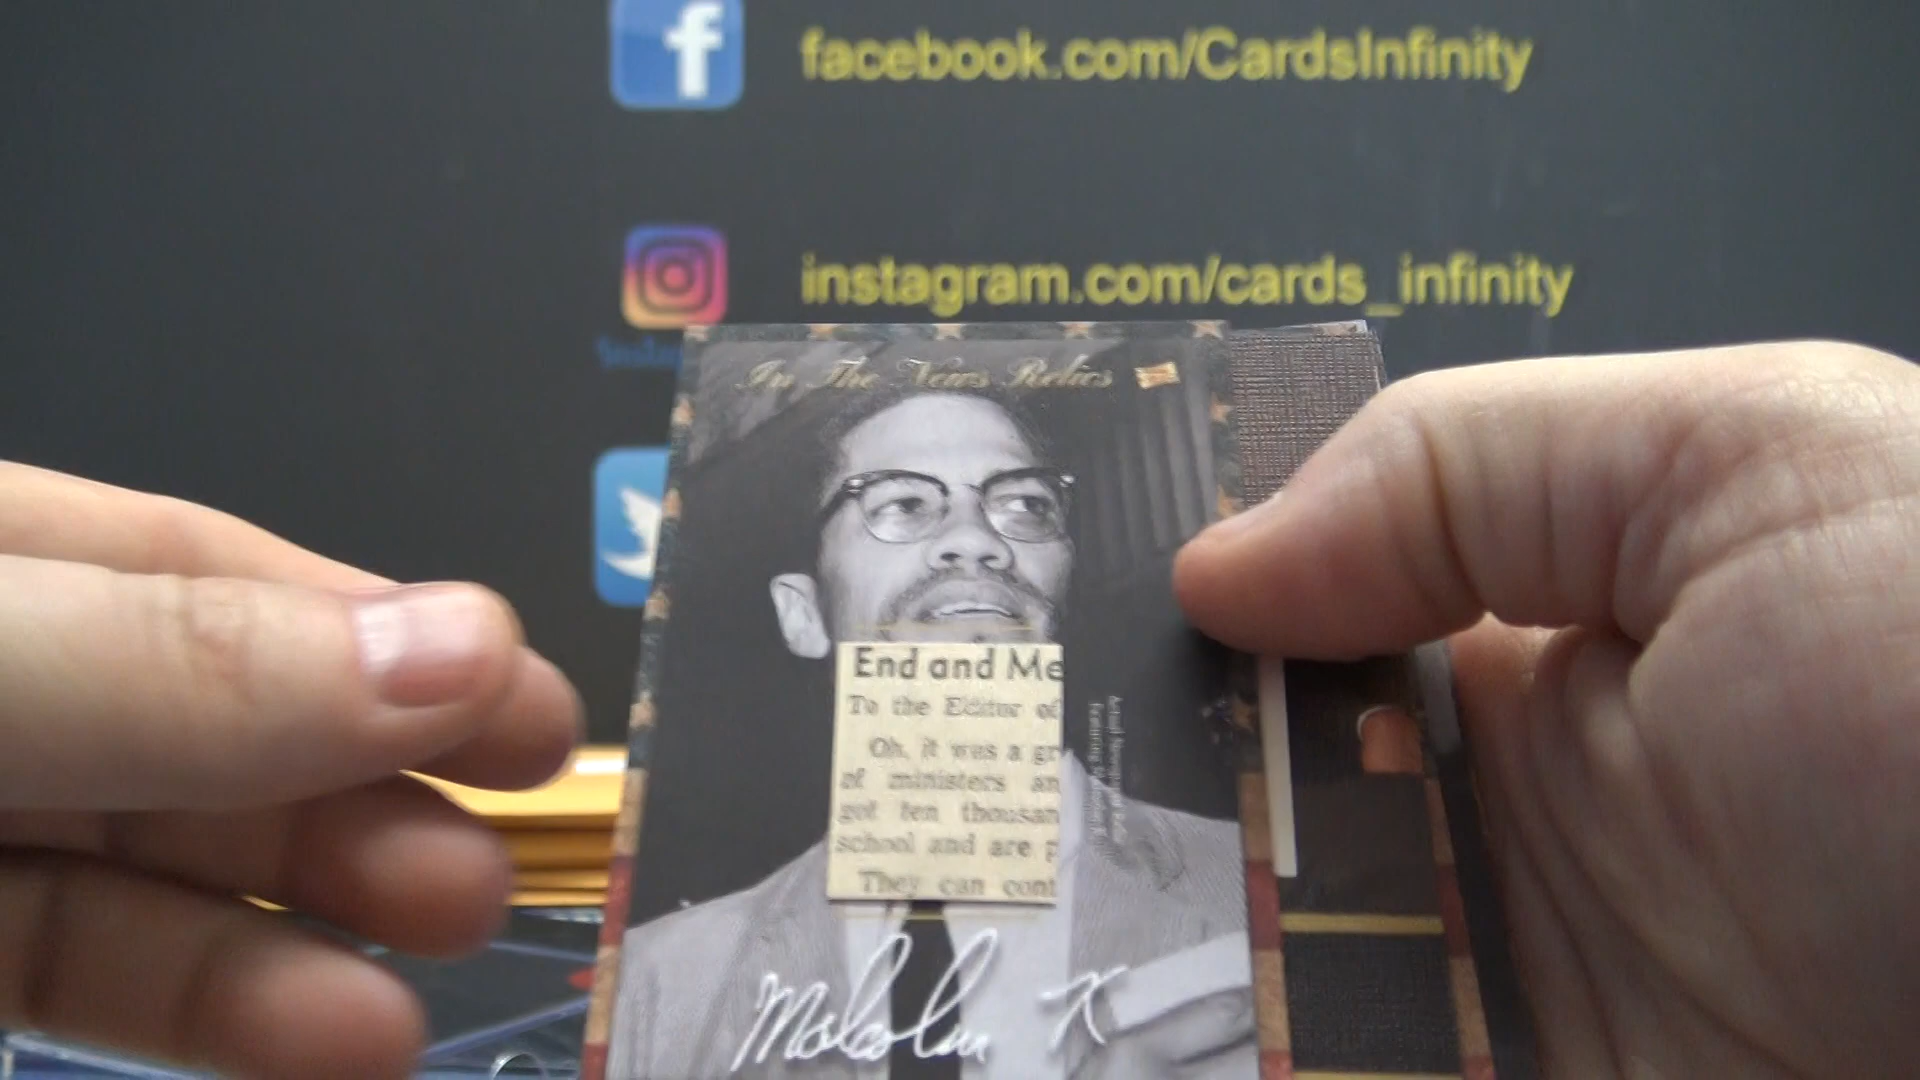 facebook.com/CardsInfinity
instagram.com/cards_infinity
In The News Relics
End and Me
To the Editor of
Oh, it was a gr
of ministers an
got ten thousan
school and are p
They can cont
Malcolm X